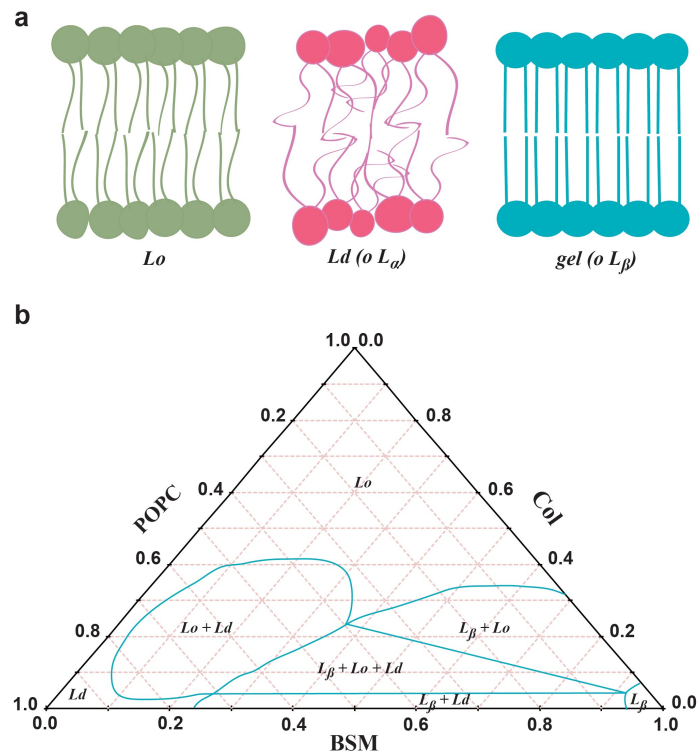 a
Lo
Ld (o Lα)
gel (o Lβ)
b
1.0 0.0
0.2 0.8
Lo
0.4 0.6
POPC Col
0.6 0.4
Lo + Ld Lβ + Lo
0.8 0.2
Lβ + Lo + Ld
Ld Lβ + Ld Lβ
1.0 0.0
0.0 0.2 0.4 0.6 0.8 1.0
BSM